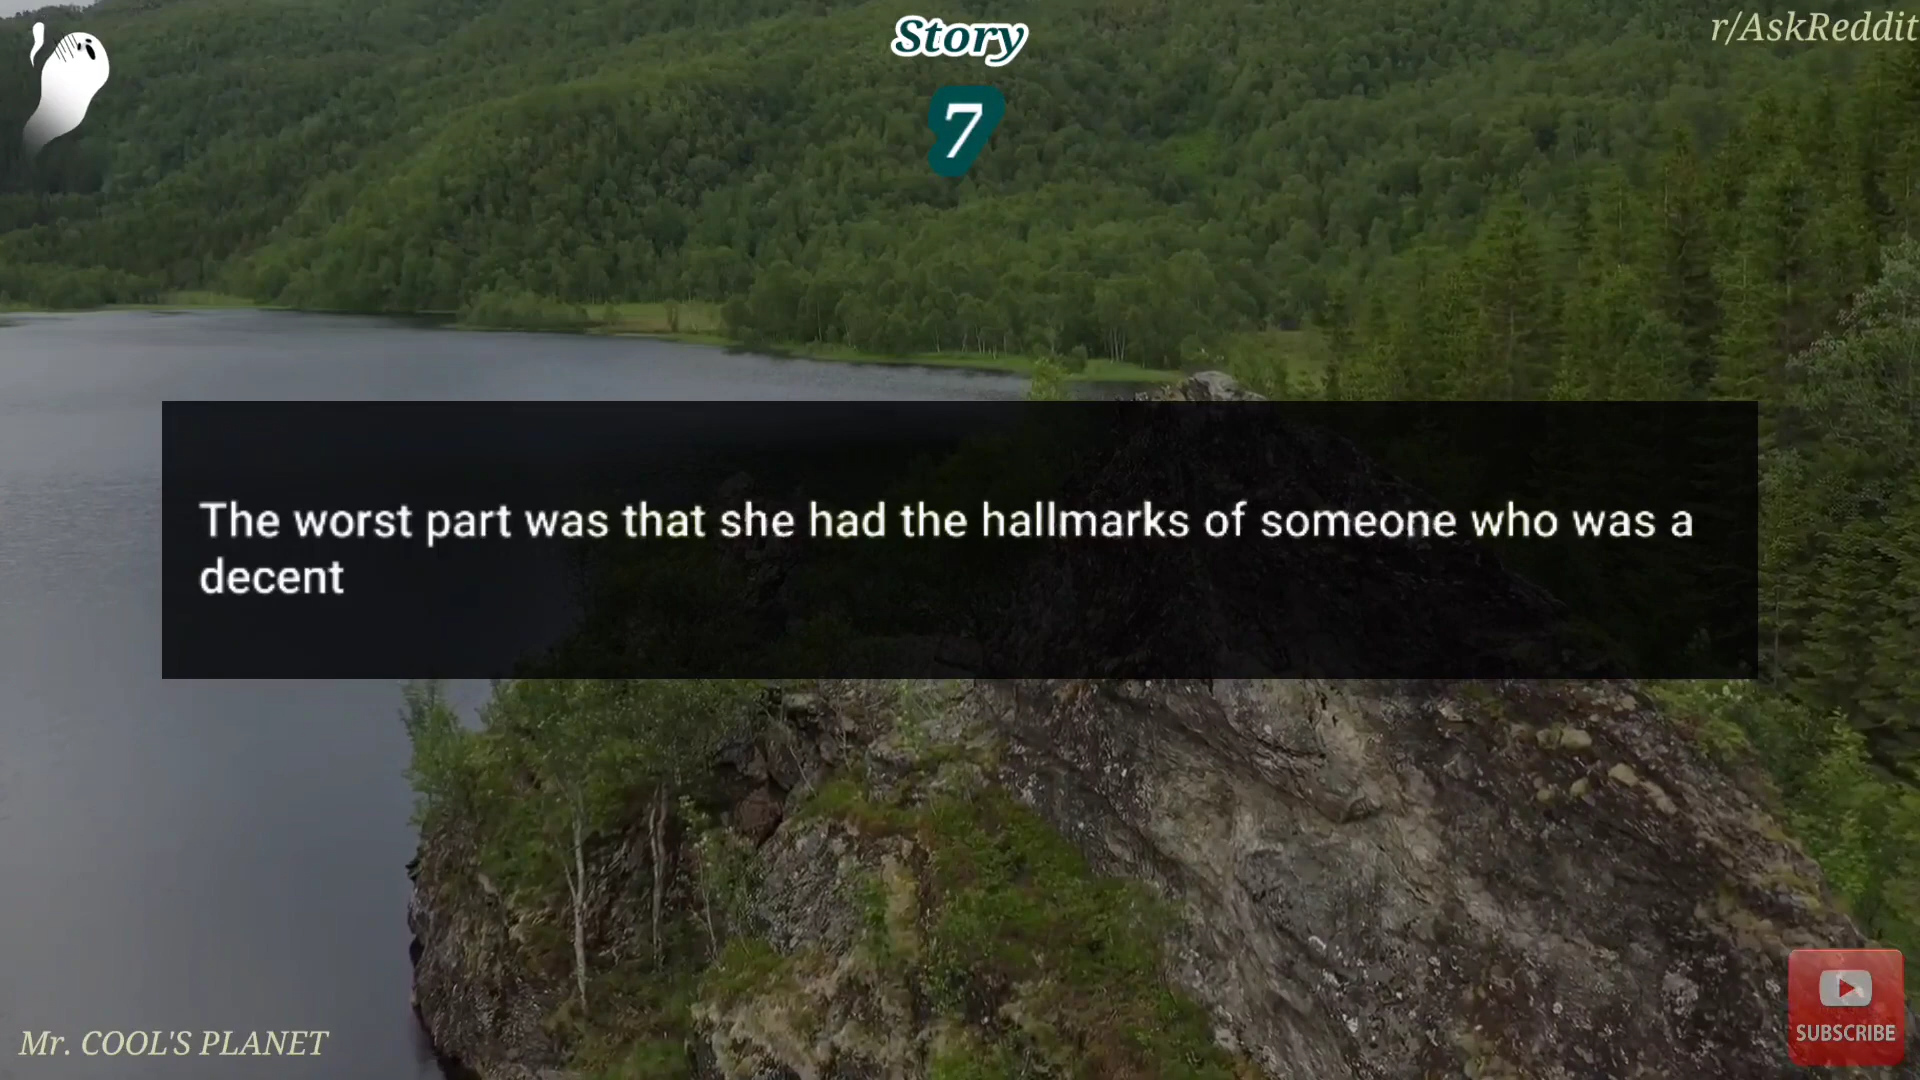 Story
r/AskReddit
7
The worst part was that she had the hallmarks of someone who was a
decent
Mr. COOL'S PLANET
SUBSCRIBE